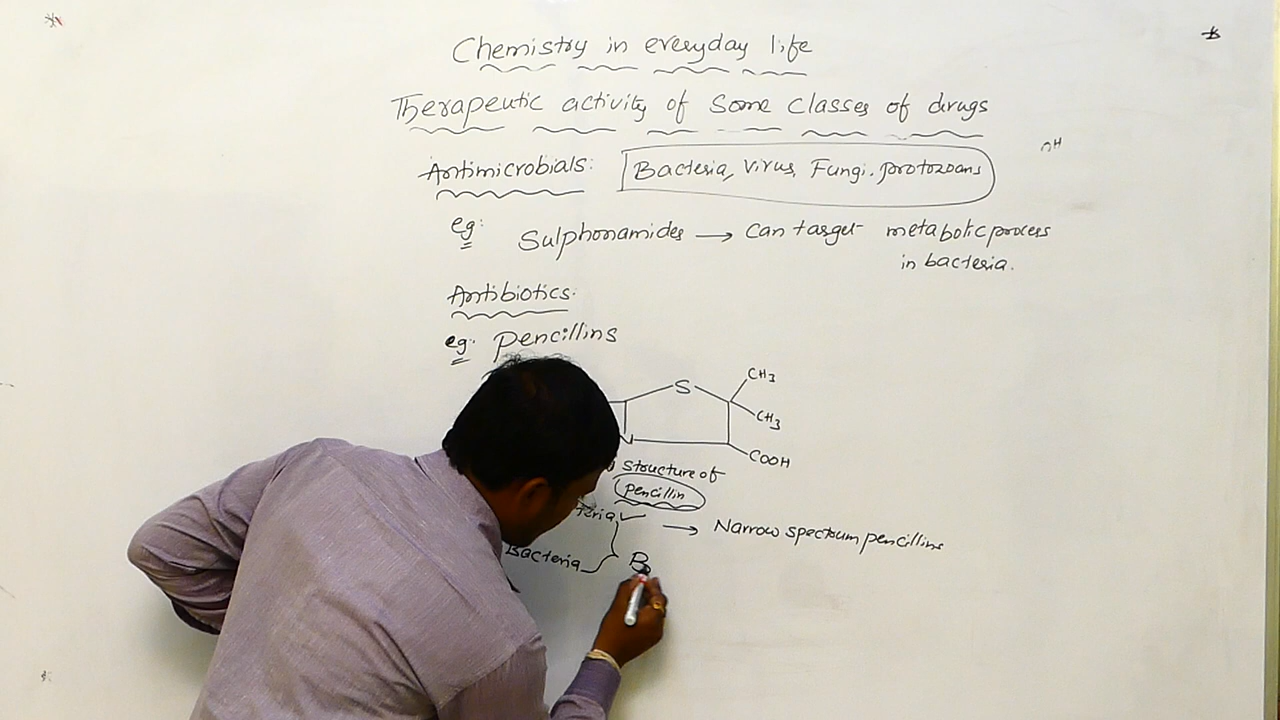 Chemistry in everyday life
Therapeutic activity of Some Classes of drugs
Antimicrobials: Bacteria, Virus, Fungi, protozoans
eg: Sulphonamides → Can target metabolic process
in bacteria.
Antibiotics:
eg: Pencillins
S
CH3
CH3
COOH
structure of
Pencillin
teria ✓ → Narrow spectrum pencillins
Bacteria